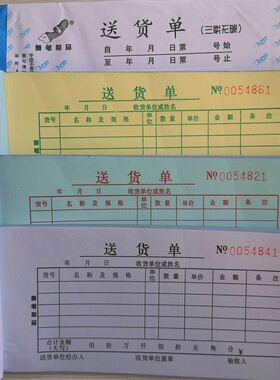 送货单 (三联无碳)
自 年 月 日第 号始
至 年 月 日第 号止
送货单 №0054861
年 月 日 收货单位或姓名
货号 名称及规格 单位 数量 单价 金额 备注
送货单 №0054821
年 月 日 收货单位或姓名
货号 名称及规格 单位 数量 单价 金额 备注
送货单 №0054841
年 月 日 收货单位或姓名
货号 名称及规格 单位 数量 单价 金额 备注
合计金额(大写) 佰 拾 万 仟 佰 拾 元 角 分 ¥
送货单位经办人 收货单位盖章 验收人